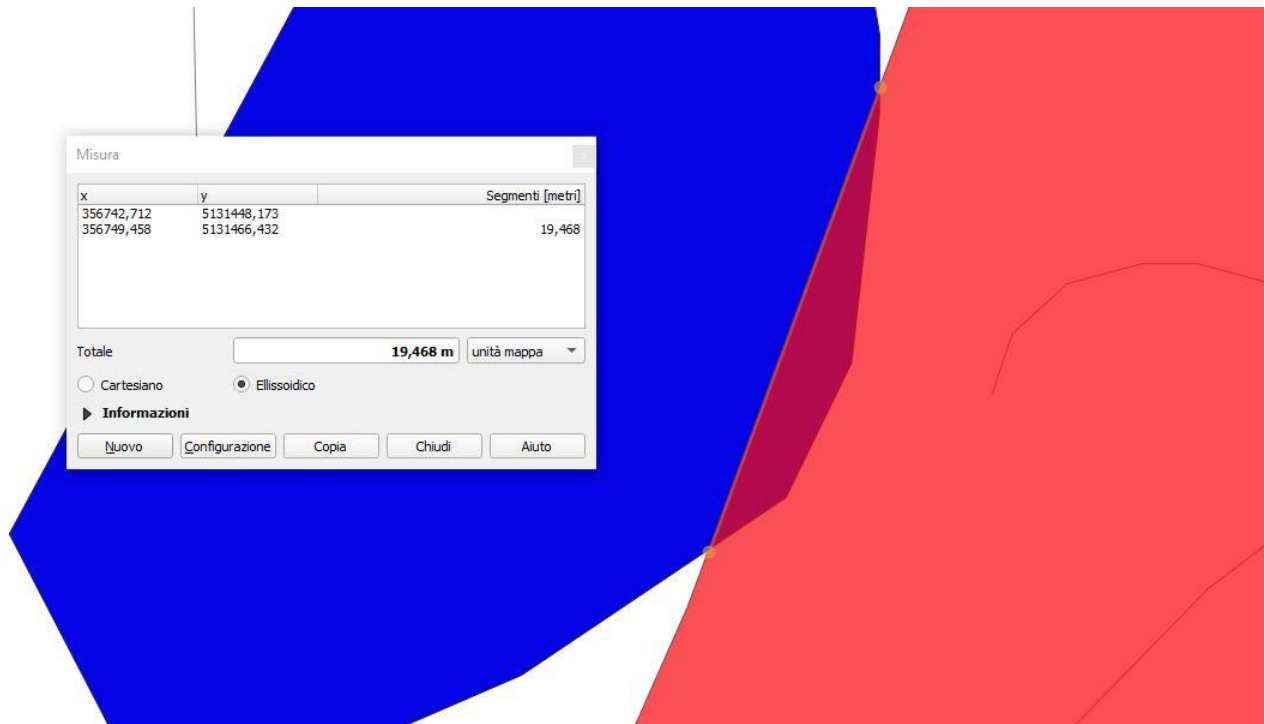 Misura
x y Segmenti [metri]
356742,712 5131448,173
356749,458 5131466,432 19,468
Totale 19,468 m unità mappa
Cartesiano Ellissoidico
Informazioni
Nuovo Configurazione Copia Chiudi Aiuto